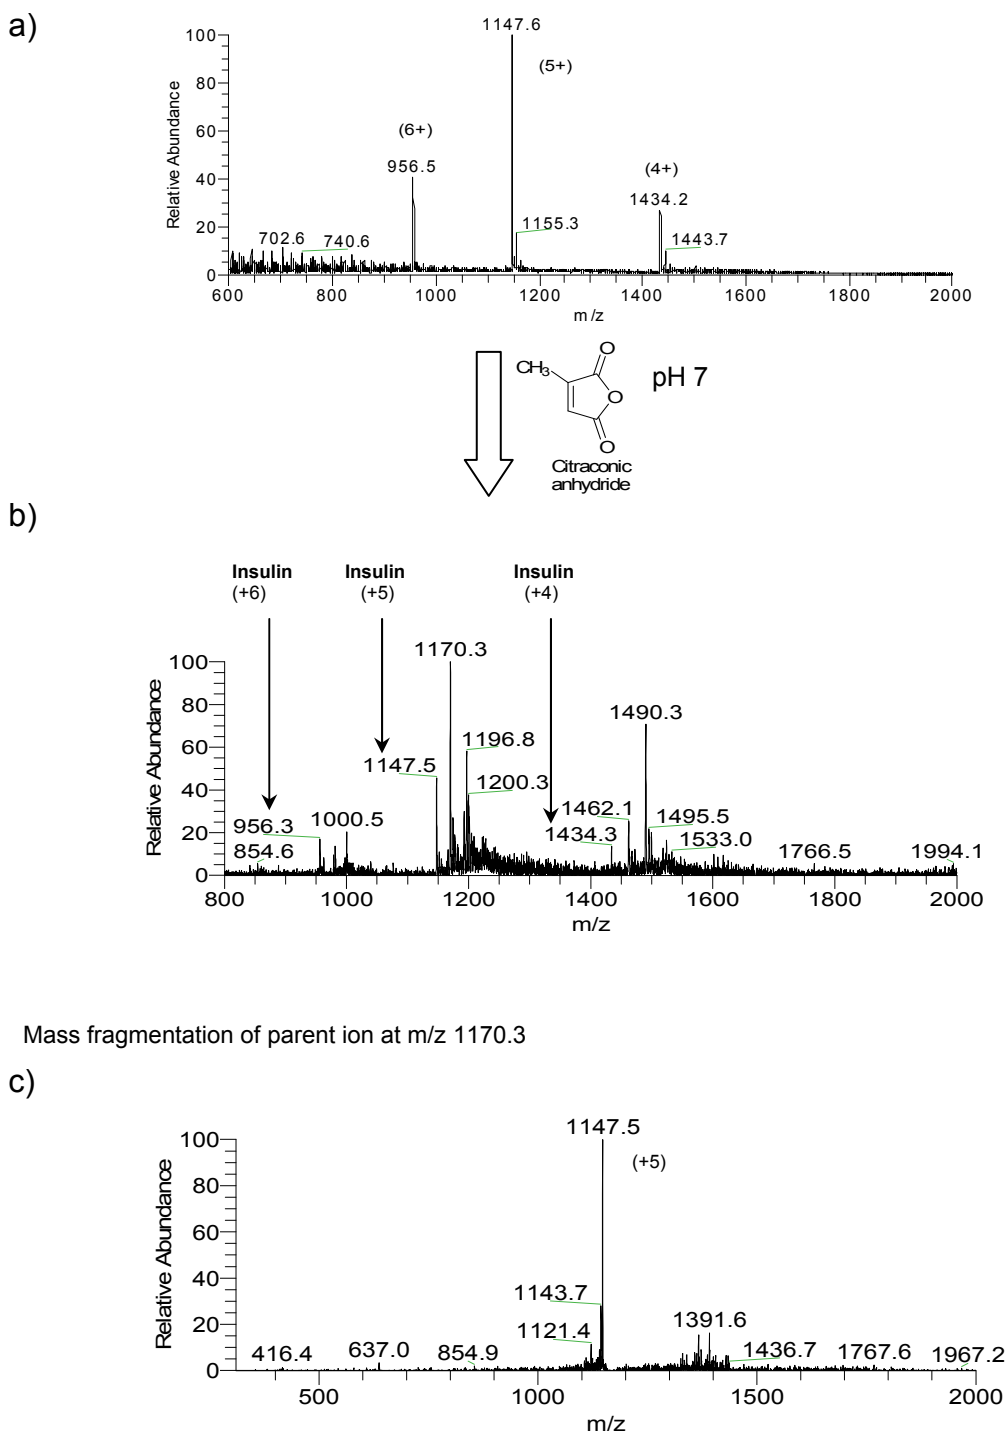 a)
1147.6
(5+)
(6+)
956.5
(4+)
1434.2
1155.3
1443.7
702.6
740.6
Relative Abundance
100
80
60
40
20
0
600 800 1000 1200 1400 1600 1800 2000
m/z
O
CH3
O
O
pH 7
Citraconic
anhydride
b)
Insulin
(+6)
Insulin
(+5)
Insulin
(+4)
1170.3
1490.3
1196.8
1147.5
1200.3
1462.1
1495.5
1434.3
1533.0
956.3
1000.5
854.6
1766.5
1994.1
Relative Abundance
100
80
60
40
20
0
800 1000 1200 1400 1600 1800 2000
m/z
Mass fragmentation of parent ion at m/z 1170.3
c)
1147.5
(+5)
1143.7
1121.4
1391.6
416.4
637.0
854.9
1436.7
1767.6
1967.2
Relative Abundance
100
80
60
40
20
0
500 1000 1500 2000
m/z